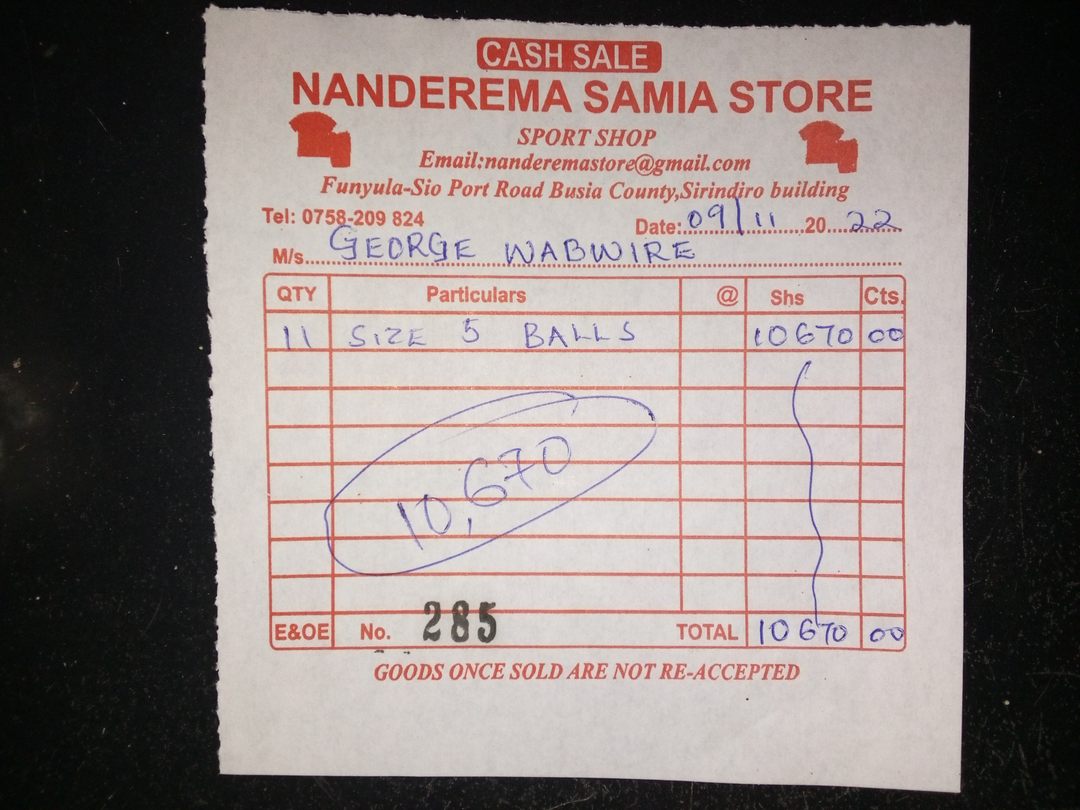 CASH SALE
NANDEREMA SAMIA STORE
SPORT SHOP
Email:nanderemastore@gmail.com
Funyula-Sio Port Road Busia County,Sirindiro building
Tel: 0758-209 824 Date: 09/11 20 22
M/s GEORGE WABWIRE
QTY Particulars @ Shs Cts.
11 SIZE 5 BALLS 10670 00
10,670
E&OE No. 285 TOTAL 10670 00
GOODS ONCE SOLD ARE NOT RE-ACCEPTED